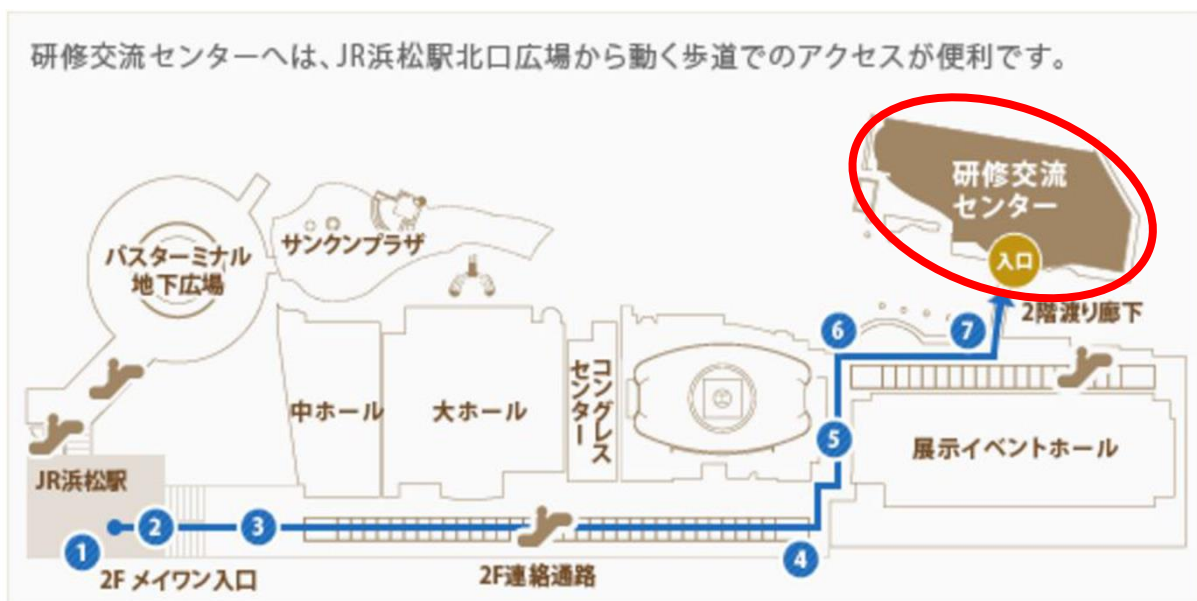 研修交流センターへは、JR浜松駅北口広場から動く歩道でのアクセスが便利です。
研修交流
センター
入口
2階渡り廊下
バスターミナル
地下広場
サンクンプラザ
中ホール
大ホール
コングレス
センター
展示イベントホール
JR浜松駅
1
2
3
4
5
6
7
2F メイワン入口
2F連絡通路